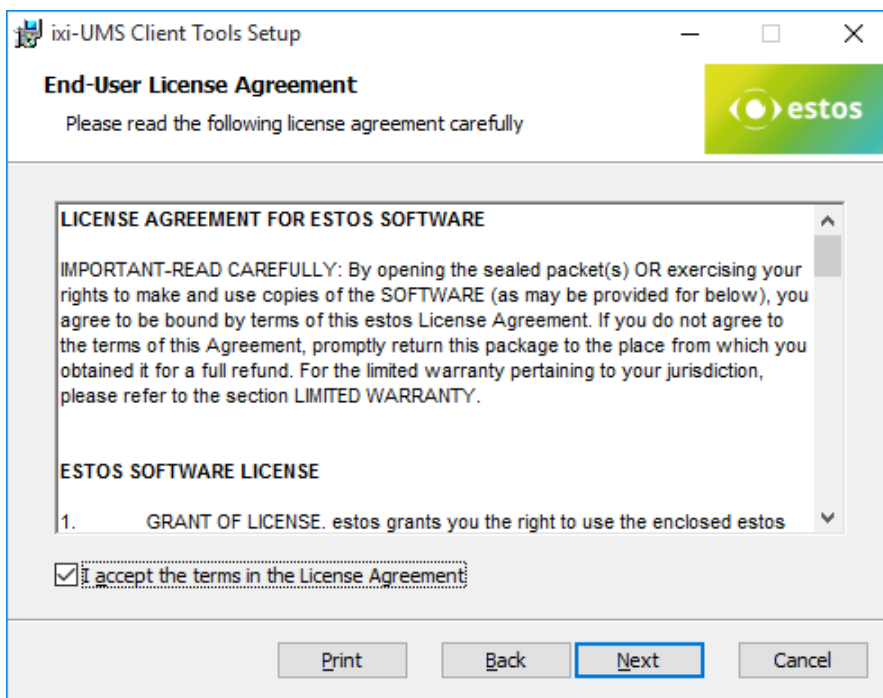 ixi-UMS Client Tools Setup
End-User License Agreement
Please read the following license agreement carefully
estos
LICENSE AGREEMENT FOR ESTOS SOFTWARE
IMPORTANT-READ CAREFULLY: By opening the sealed packet(s) OR exercising your
rights to make and use copies of the SOFTWARE (as may be provided for below), you
agree to be bound by terms of this estos License Agreement. If you do not agree to
the terms of this Agreement, promptly return this package to the place from which you
obtained it for a full refund. For the limited warranty pertaining to your jurisdiction,
please refer to the section LIMITED WARRANTY.
ESTOS SOFTWARE LICENSE
1. GRANT OF LICENSE. estos grants you the right to use the enclosed estos
I accept the terms in the License Agreement
Print Back Next Cancel